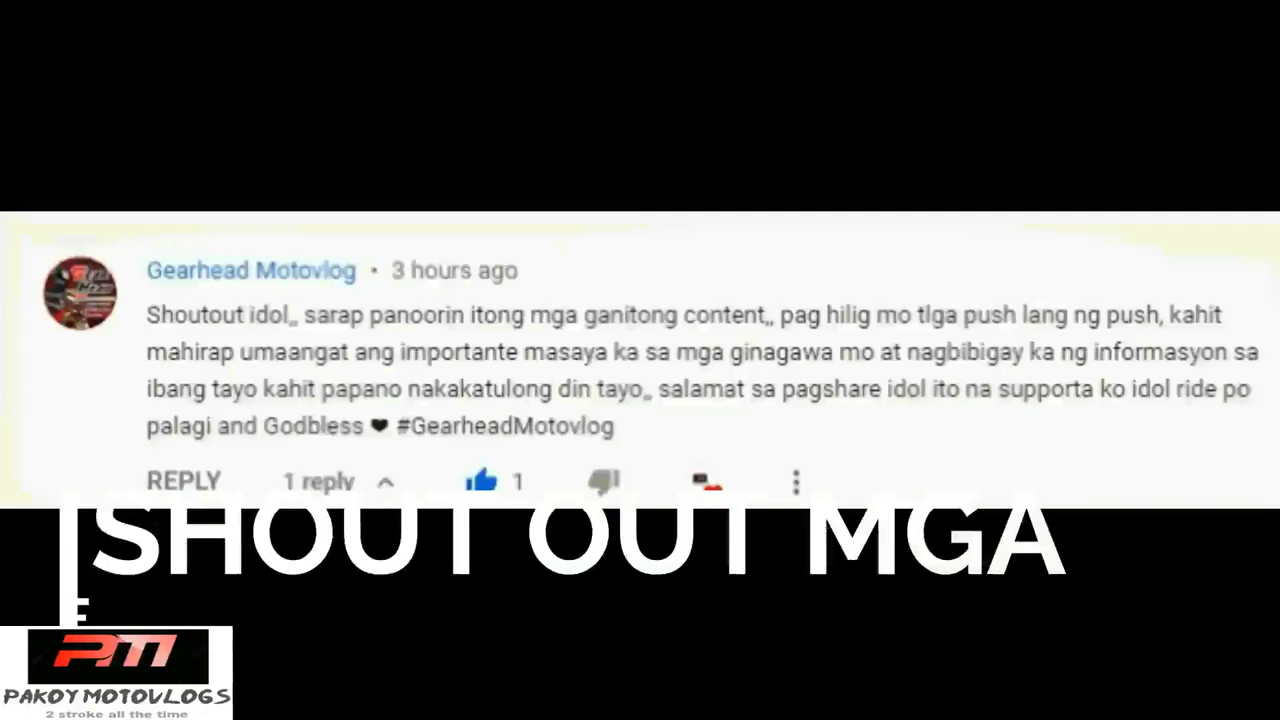 Gearhead Motovlog • 3 hours ago
Shoutout idol,, sarap panoorin itong mga ganitong content,, pag hilig mo tlga push lang ng push, kahit
mahirap umaangat ang importante masaya ka sa mga ginagawa mo at nagbibigay ka ng informasyon sa
ibang tayo kahit papano nakakatulong din tayo,, salamat sa pagshare idol ito na supporta ko idol ride po
palagi and Godbless ❤ #GearheadMotovlog
REPLY 1 reply 1
SHOUT OUT MGA
PM
PAKOY MOTOVLOGS
2 stroke all the time